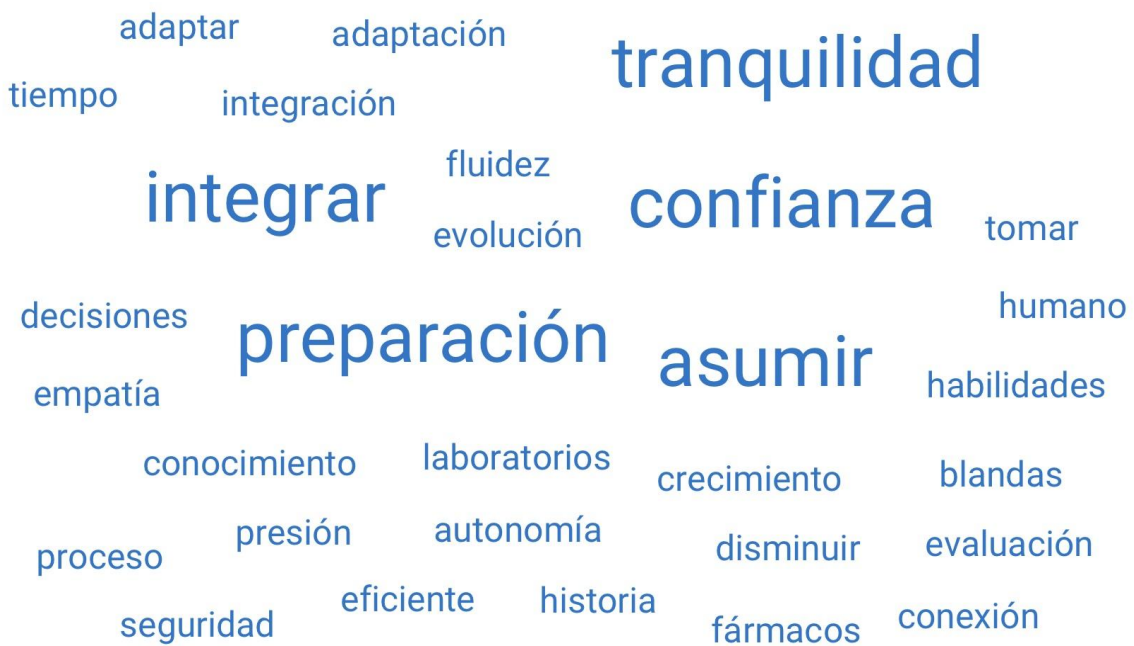 adaptar
adaptación
tranquilidad
tiempo
integración
fluidez
integrar
confianza
evolución
tomar
decisiones
humano
preparación
asumir
empatía
habilidades
conocimiento
laboratorios
crecimiento
blandas
presión
autonomía
proceso
disminuir
evaluación
eficiente
historia
seguridad
fármacos
conexión